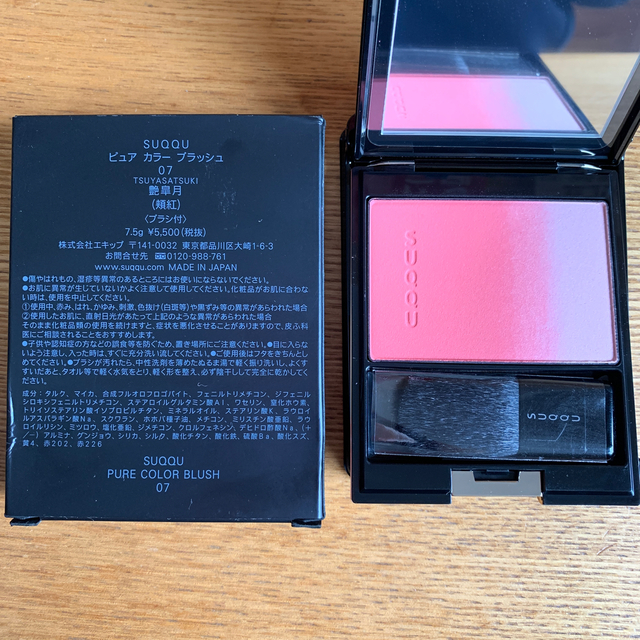 SUQQU
ピュア カラー ブラッシュ
07
TSUYASATSUKI
艶皐月
(頬紅)
〈ブラシ付〉
7.5g ¥5,500(税抜)
株式会社エキップ 〒141-0032 東京都品川区大崎1-6-3
お問合せ先 0120-988-761
www.suqqu.com MADE IN JAPAN
●傷やはれもの、湿疹等異常のあるところにはお使いにならないでください。
●お肌に異常が生じていないかよく注意して使用してください。化粧品がお肌に合わ
ない時は、使用を中止してください。
①使用中、赤み、はれ、かゆみ、刺激、色抜け(白斑等)や黒ずみ等の異常があらわれた場合
②使用したお肌に、直射日光があたって上記のような異常があらわれた場合
そのまま化粧品類の使用を続けますと、症状を悪化させることがありますので、皮ふ科
医にご相談されることをおすすめします。
●子供や認知症の方などの誤食等を防ぐため、置き場所にご注意ください。●目に入らな
いよう注意し、入った時は、すぐに充分洗い流してください。●ご使用後はフタをきちんとし
めてください。●ブラシが汚れたら、中性洗剤を薄めたぬるま湯で軽く振り洗いし、よくす
すいだあと、タオル等で軽く水気をとり、軽く形を整え、必ず陰干しして完全に乾かしてく
ださい。
成分：タルク、マイカ、合成フルオロフロゴパイト、フェニルトリメチコン、ジフェニル
シロキシフェニルトリメチコン、ステアロイルグルタミン酸Al、ワセリン、窒化ホウ素、
トリイソステアリン酸イソプロピルチタン、ミネラルオイル、ステアリン酸K、ラウロイ
ルアスパラギン酸Na、スクワラン、水添パーム油、メチコン、ミリスチン酸亜鉛、ラウ
ロイルリシン、ミツロウ、塩化亜鉛、ジメチコン、クロルフェネシン、デヒドロ酢酸Na、(+
/-) アルミナ、グンジョウ、シリカ、シルク、酸化チタン、酸化鉄、硫酸Ba、酸化スズ、
黄4、赤202、赤226
SUQQU
PURE COLOR BLUSH
07
SUQQU
SUQQU